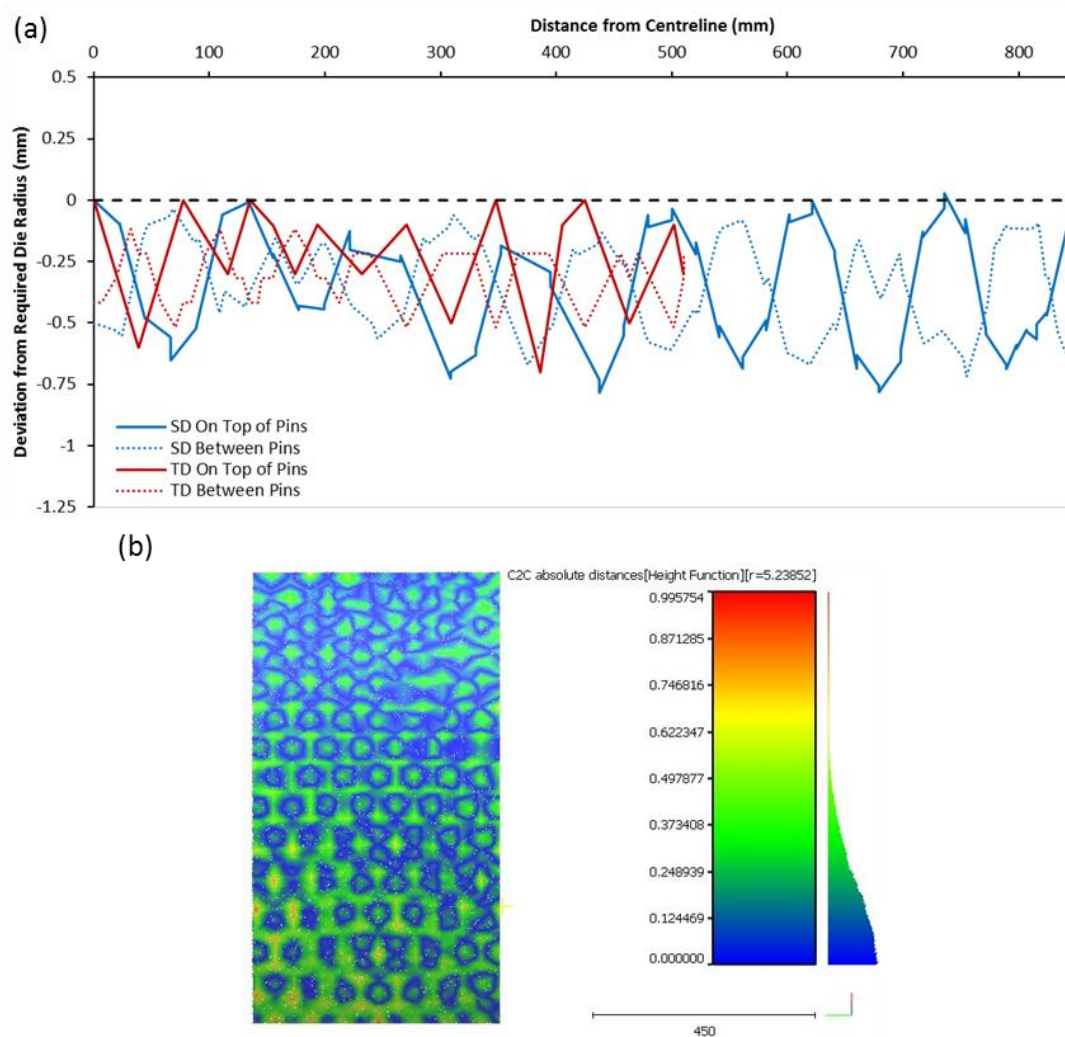 (a)
Distance from Centreline (mm)
0 100 200 300 400 500 600 700 800
Deviation from Required Die Radius (mm)
0.5
0.25
0
-0.25
-0.5
-0.75
-1
-1.25
SD On Top of Pins
SD Between Pins
TD On Top of Pins
TD Between Pins
(b)
C2C absolute distances[Height Function][r=5.23852]
0.995754
0.871285
0.746816
0.622347
0.497877
0.373408
0.248939
0.124469
0.000000
450